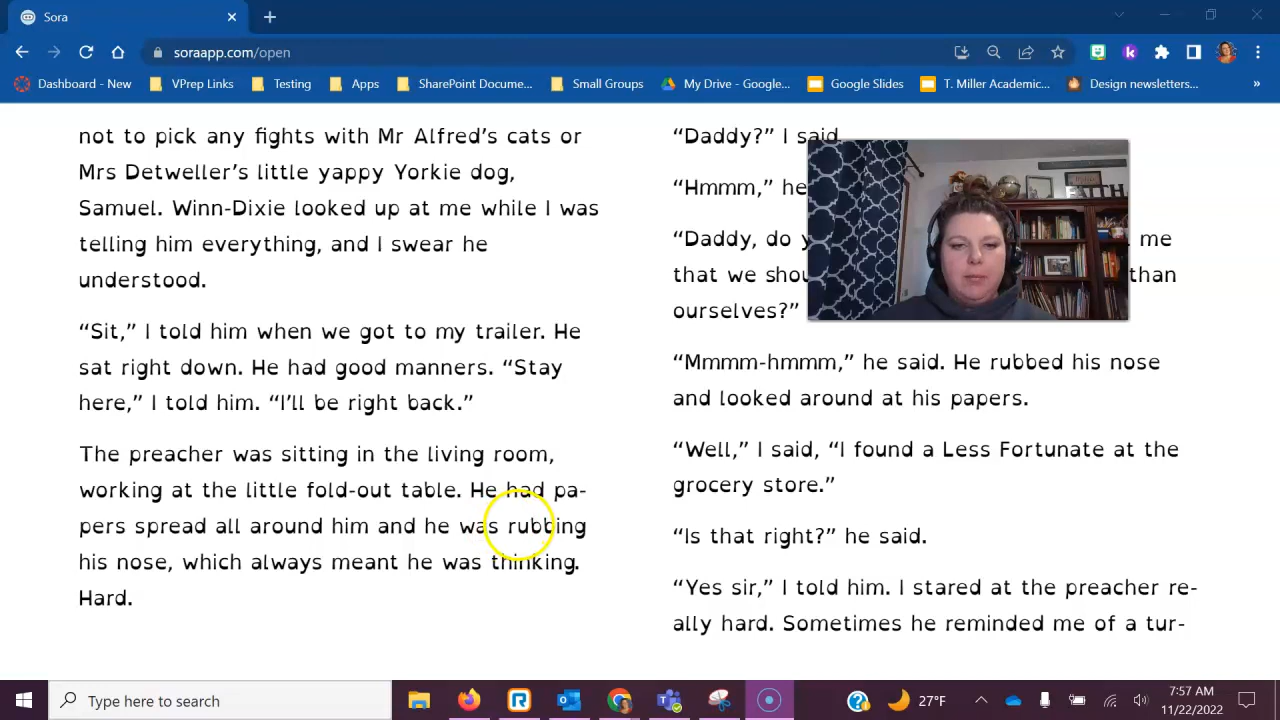 Sora
soraapp.com/open
Dashboard - New
VPrep Links
Testing
Apps
SharePoint Docume...
Small Groups
My Drive - Google...
Google Slides
T. Miller Academic...
Design newsletters...
»
not to pick any fights with Mr Alfred’s cats or
Mrs Detweller’s little yappy Yorkie dog,
Samuel. Winn-Dixie looked up at me while I was
telling him everything, and I swear he
understood.
“Sit,” I told him when we got to my trailer. He
sat right down. He had good manners. “Stay
here,” I told him. “I’ll be right back.”
The preacher was sitting in the living room,
working at the little fold-out table. He had pa-
pers spread all around him and he was rubbing
his nose, which always meant he was thinking.
Hard.
“Daddy?” I said
“Hmmm,” he
“Daddy, do me
that we than
ourselves?”
FAITH
“Mmmm-hmmm,” he said. He rubbed his nose
and looked around at his papers.
“Well,” I said, “I found a Less Fortunate at the
grocery store.”
“Is that right?” he said.
“Yes sir,” I told him. I stared at the preacher re-
ally hard. Sometimes he reminded me of a tur-
Type here to search
27°F
7:57 AM
11/22/2022